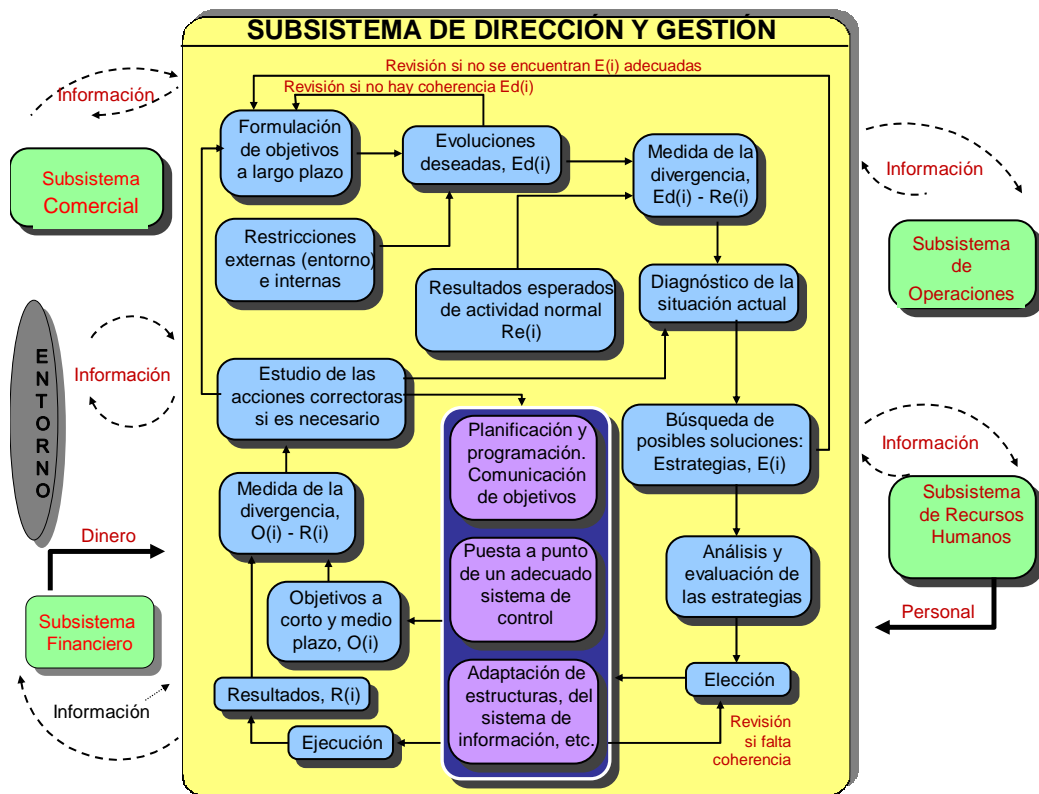 SUBSISTEMA DE DIRECCIÓN Y GESTIÓN
Revisión si no se encuentran E(i) adecuadas
Revisión si no hay coherencia Ed(i)
Información
Formulación
de objetivos
a largo plazo
Evoluciones
deseadas, Ed(i)
Medida de la
divergencia,
Ed(i) - Re(i)
Información
Subsistema
Comercial
Restricciones
externas (entorno)
e internas
Resultados esperados
de actividad normal
Re(i)
Diagnóstico de la
situación actual
Subsistema
de
Operaciones
ENTORNO
Información
Estudio de las
acciones correctoras
si es necesario
Planificación y
programación.
Comunicación
de objetivos
Búsqueda de
posibles soluciones:
Estrategias, E(i)
Información
Medida de la
divergencia,
O(i) - R(i)
Subsistema
de Recursos
Humanos
Dinero
Puesta a punto
de un adecuado
sistema de
control
Análisis y
evaluación de
las estrategias
Subsistema
Financiero
Objetivos a
corto y medio
plazo, O(i)
Personal
Adaptación de
estructuras, del
sistema de
información, etc.
Elección
Resultados, R(i)
Información
Ejecución
Revisión
si falta
coherencia